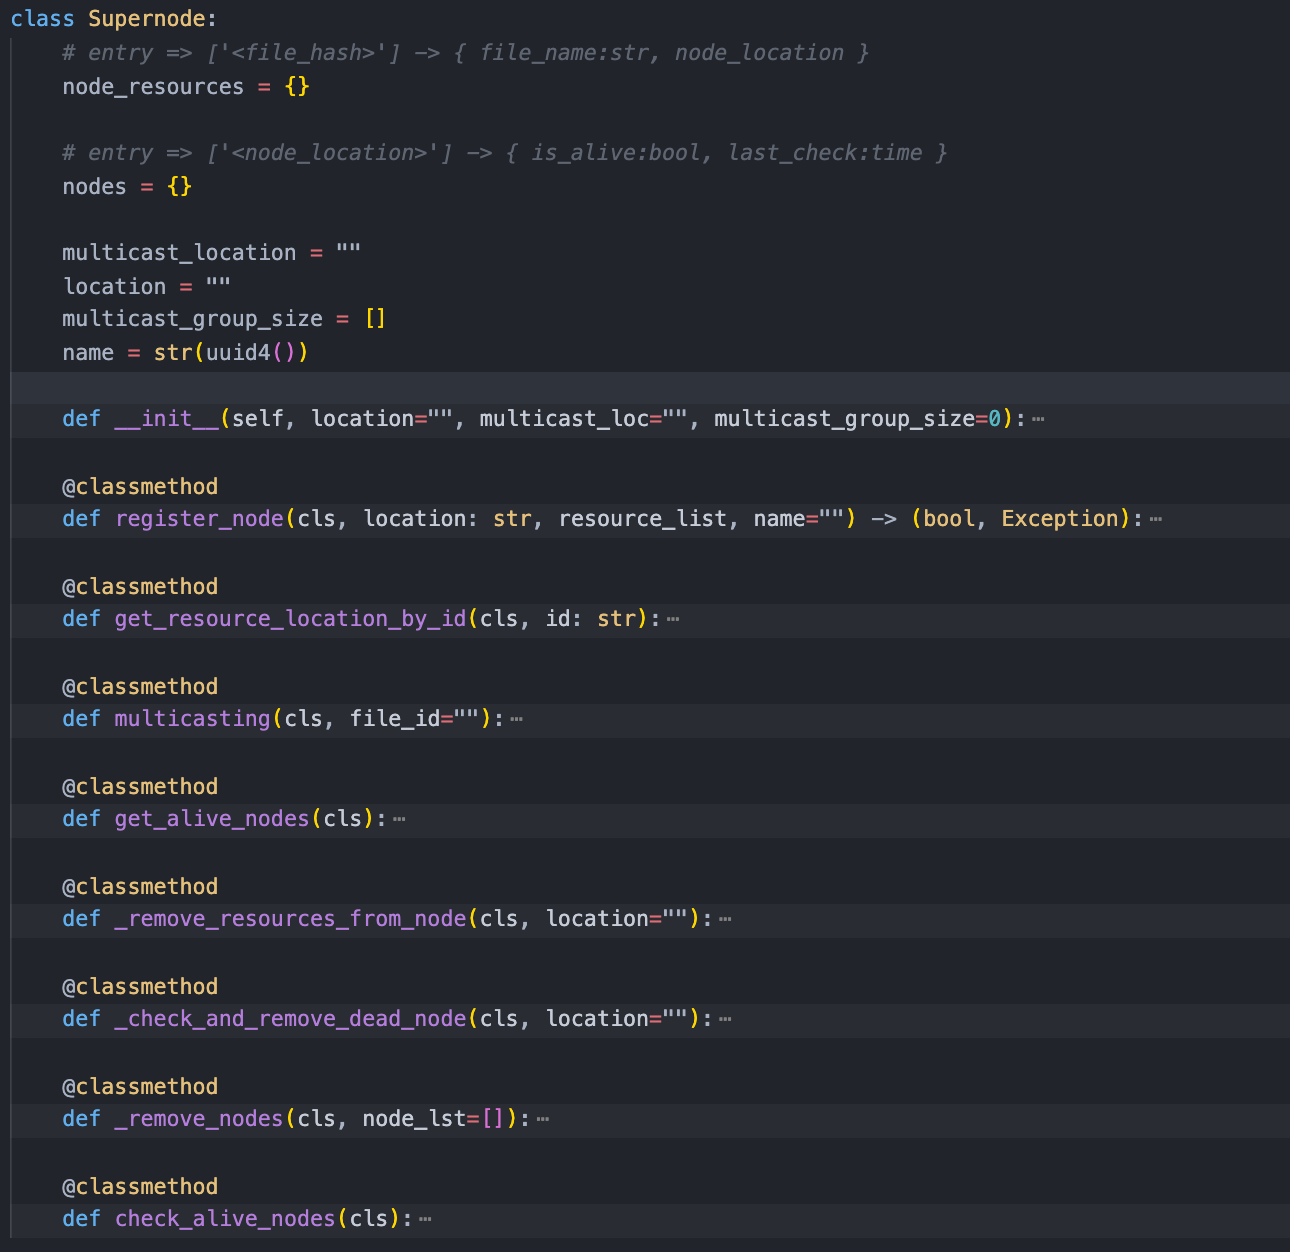 class Supernode:
# entry => ['<file_hash>'] -> { file_name:str, node_location }
node_resources = {}
# entry => ['<node_location>'] -> { is_alive:bool, last_check:time }
nodes = {}
multicast_location = ""
location = ""
multicast_group_size = []
name = str(uuid4())
def __init__(self, location="", multicast_loc="", multicast_group_size=0):⋯
@classmethod
def register_node(cls, location: str, resource_list, name="") -> (bool, Exception):⋯
@classmethod
def get_resource_location_by_id(cls, id: str):⋯
@classmethod
def multicasting(cls, file_id=""):⋯
@classmethod
def get_alive_nodes(cls):⋯
@classmethod
def _remove_resources_from_node(cls, location=""):⋯
@classmethod
def _check_and_remove_dead_node(cls, location=""):⋯
@classmethod
def _remove_nodes(cls, node_lst=[]):⋯
@classmethod
def check_alive_nodes(cls):⋯